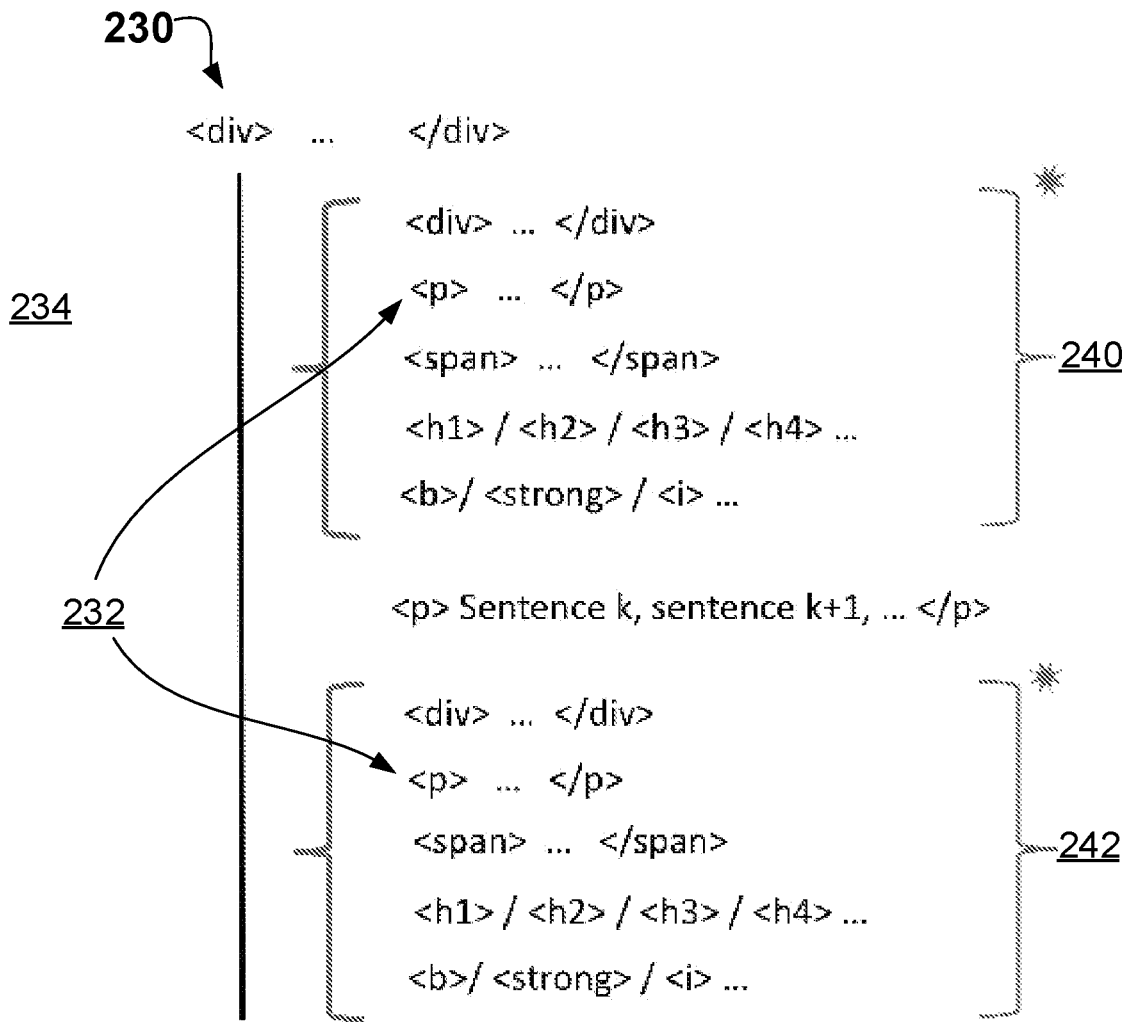 230
<div> ... </div>
<div> ... </div>
<p> ... </p>
234
<span> ... </span>
240
<h1> / <h2> / <h3> / <h4> ...
<b>/ <strong> / <i> ...
232
<p> Sentence k, sentence k+1, ... </p>
<div> ... </div>
<p> ... </p>
<span> ... </span>
242
<h1> / <h2> / <h3> / <h4> ...
<b>/ <strong> / <i> ...